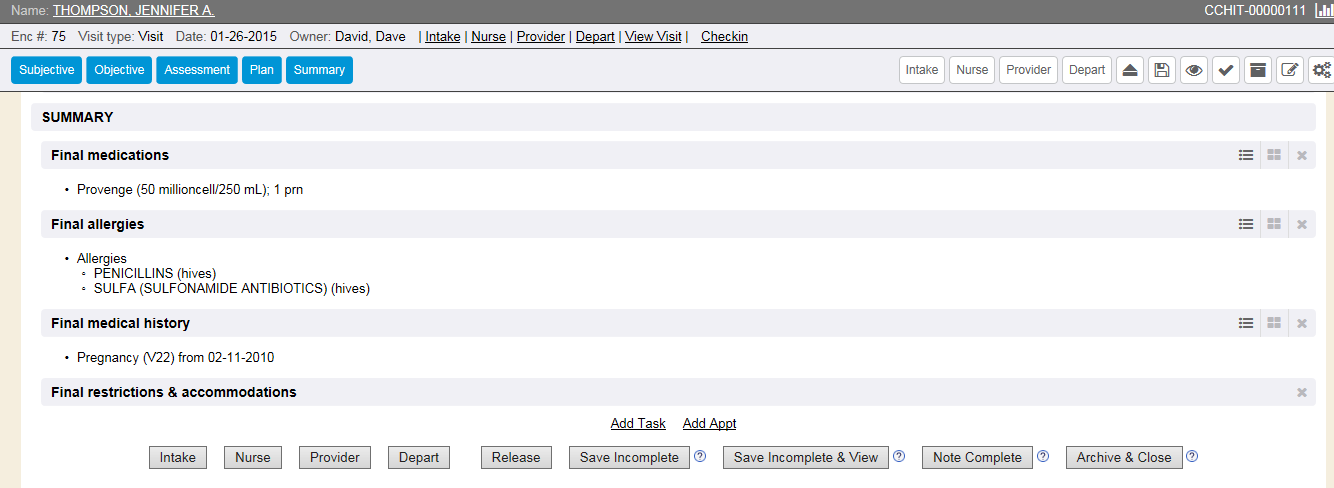 Name: THOMPSON, JENNIFER A. CCHIT-00000111
Enc #: 75 Visit type: Visit Date: 01-26-2015 Owner: David, Dave | Intake | Nurse | Provider | Depart | View Visit | Checkin
Subjective Objective Assessment Plan Summary Intake Nurse Provider Depart
SUMMARY
Final medications
• Provenge (50 millioncell/250 mL); 1 prn
Final allergies
• Allergies
◦ PENICILLINS (hives)
◦ SULFA (SULFONAMIDE ANTIBIOTICS) (hives)
Final medical history
• Pregnancy (V22) from 02-11-2010
Final restrictions & accommodations
Add Task Add Appt
Intake Nurse Provider Depart Release Save Incomplete ? Save Incomplete & View ? Note Complete ? Archive & Close ?